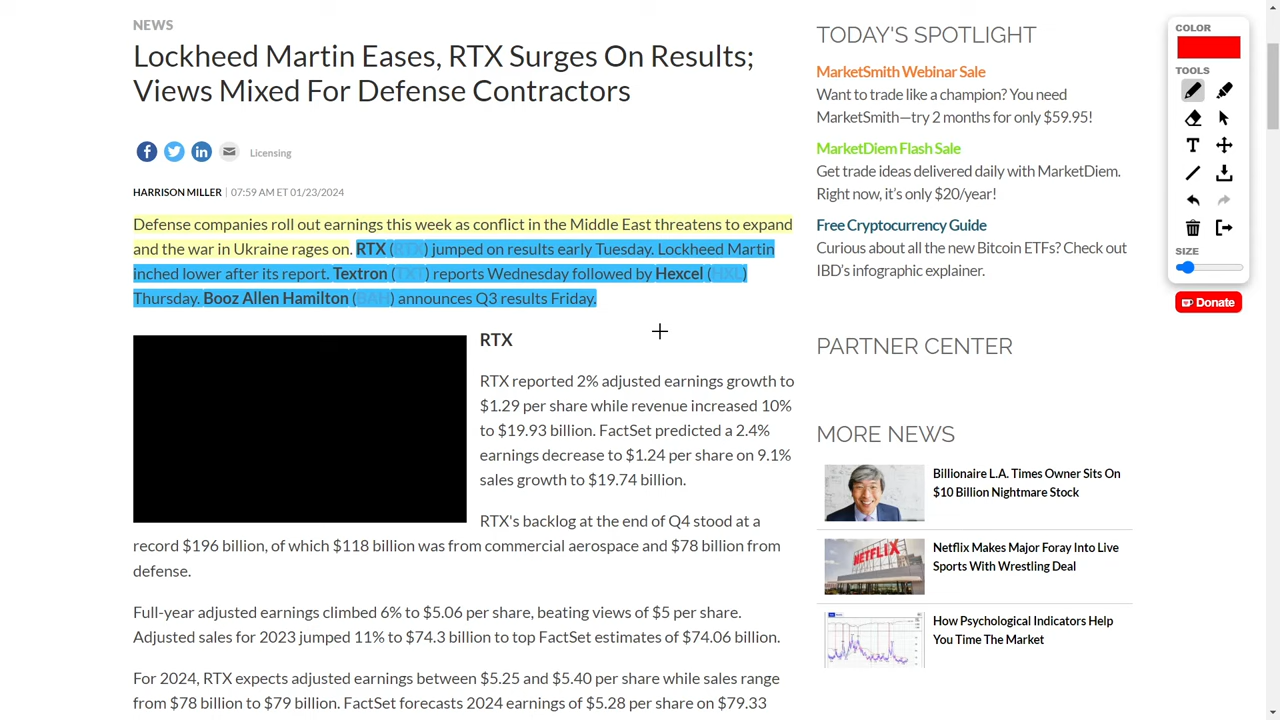 NEWS
Lockheed Martin Eases, RTX Surges On Results;
Views Mixed For Defense Contractors
Licensing
HARRISON MILLER | 07:59 AM ET 01/23/2024
Defense companies roll out earnings this week as conflict in the Middle East threatens to expand
and the war in Ukraine rages on. RTX (RTX) jumped on results early Tuesday. Lockheed Martin
inched lower after its report. Textron (TXT) reports Wednesday followed by Hexcel (HXL)
Thursday. Booz Allen Hamilton (BAH) announces Q3 results Friday.
RTX
RTX reported 2% adjusted earnings growth to
$1.29 per share while revenue increased 10%
to $19.93 billion. FactSet predicted a 2.4%
earnings decrease to $1.24 per share on 9.1%
sales growth to $19.74 billion.
RTX's backlog at the end of Q4 stood at a
record $196 billion, of which $118 billion was from commercial aerospace and $78 billion from
defense.
Full-year adjusted earnings climbed 6% to $5.06 per share, beating views of $5 per share.
Adjusted sales for 2023 jumped 11% to $74.3 billion to top FactSet estimates of $74.06 billion.
For 2024, RTX expects adjusted earnings between $5.25 and $5.40 per share while sales range
from $78 billion to $79 billion. FactSet forecasts 2024 earnings of $5.28 per share on $79.33
TODAY'S SPOTLIGHT
MarketSmith Webinar Sale
Want to trade like a champion? You need
MarketSmith—try 2 months for only $59.95!
MarketDiem Flash Sale
Get trade ideas delivered daily with MarketDiem.
Right now, it's only $20/year!
Free Cryptocurrency Guide
Curious about all the new Bitcoin ETFs? Check out
IBD's infographic explainer.
PARTNER CENTER
MORE NEWS
Billionaire L.A. Times Owner Sits On
$10 Billion Nightmare Stock
NETFLIX
Netflix Makes Major Foray Into Live
Sports With Wrestling Deal
How Psychological Indicators Help
You Time The Market
COLOR
TOOLS
T
SIZE
Donate